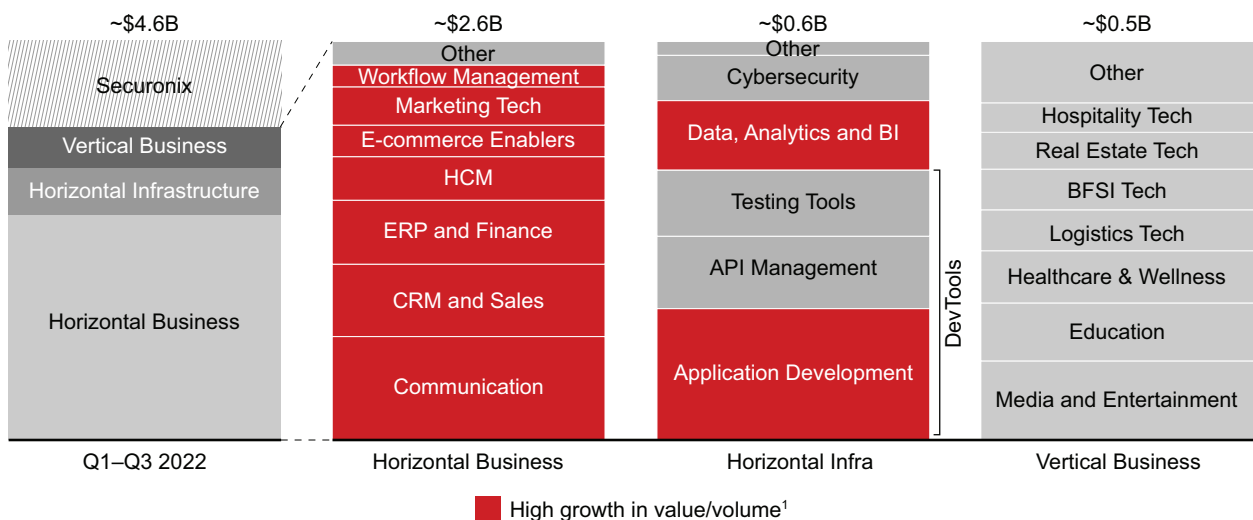 ~$4.6B
~$2.6B
~$0.6B
~$0.5B
Securonix
Vertical Business
Horizontal Infrastructure
Horizontal Business
Q1–Q3 2022
Other
Workflow Management
Marketing Tech
E-commerce Enablers
HCM
ERP and Finance
CRM and Sales
Communication
Horizontal Business
Other
Cybersecurity
Data, Analytics and BI
Testing Tools
API Management
Application Development
DevTools
Horizontal Infra
Other
Hospitality Tech
Real Estate Tech
BFSI Tech
Logistics Tech
Healthcare & Wellness
Education
Media and Entertainment
Vertical Business
High growth in value/volume¹